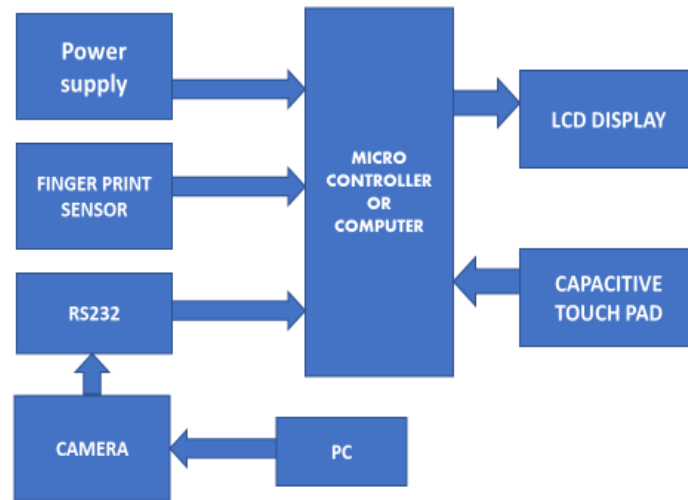 Power
supply
FINGER PRINT
SENSOR
RS232
CAMERA
PC
MICRO
CONTROLLER
OR
COMPUTER
LCD DISPLAY
CAPACITIVE
TOUCH PAD